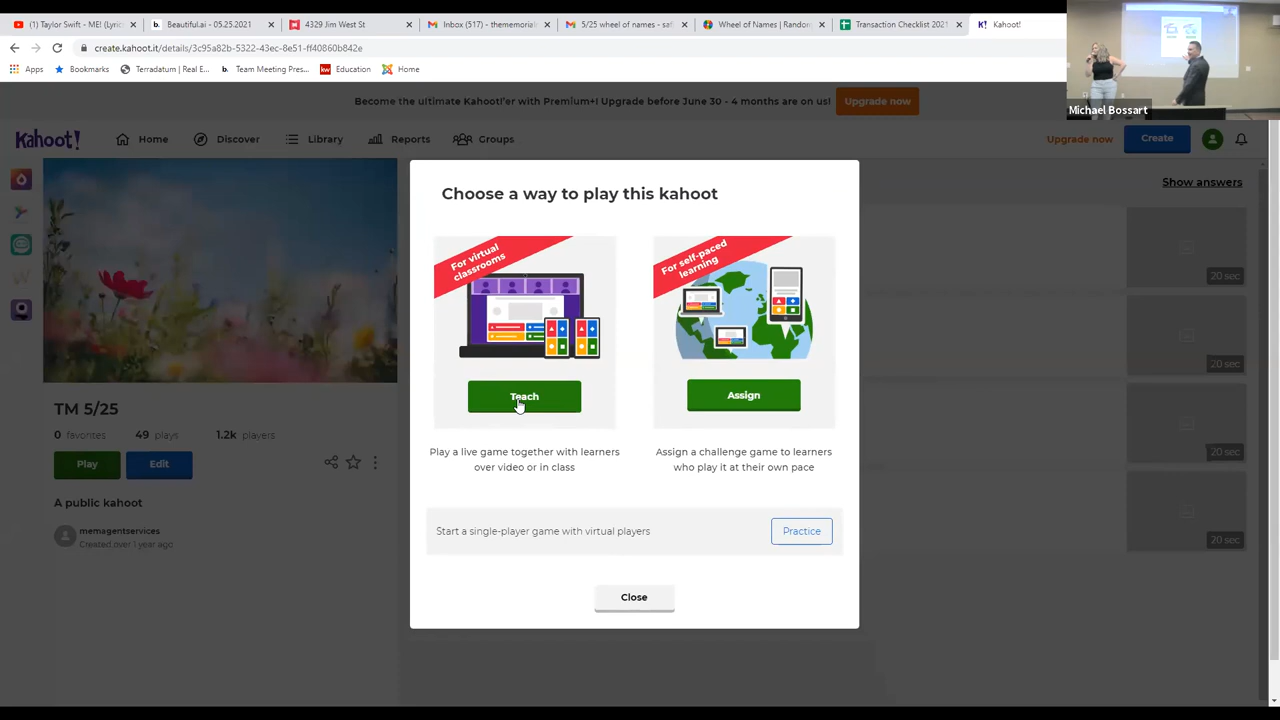 (1) Taylor Swift - ME! (Lyric
Beautiful.ai - 05.25.2021
4329 Jim West St
Inbox (517) - thememorial
5/25 wheel of names - saf
Wheel of Names | Random
Transaction Checklist 2021
Kahoot!
create.kahoot.it/details/3c95a82b-5322-43ec-8e51-ff40860b842e
Apps
Bookmarks
Terradatum | Real E...
Team Meeting Pres...
Education
Home
Michael Bossart
Become the ultimate Kahoot!'er with Premium+! Upgrade before June 30 - 4 months are on us!
Upgrade now
Kahoot!
Home
Discover
Library
Reports
Groups
Upgrade now
Create
Show answers
Choose a way to play this kahoot
For virtual
classrooms
For self-paced
learning
Teach
Assign
Play a live game together with learners
over video or in class
Assign a challenge game to learners
who play it at their own pace
Start a single-player game with virtual players
Practice
Close
TM 5/25
0 favorites
49 plays
1.2k players
Play
Edit
A public kahoot
memagentservices
Created over 1 year ago
20 sec
20 sec
20 sec
20 sec